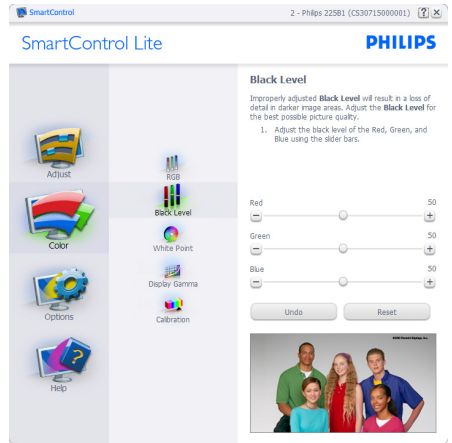 SmartControl
2 - Philips 225B1 (CS30715000001)
SmartControl Lite
PHILIPS
Adjust
Color
Options
Help
RGB
Black Level
White Point
Display Gamma
Calibration
Black Level
Improperly adjusted Black Level will result in a loss of
detail in darker image areas. Adjust the Black Level for
the best possible picture quality.
1. Adjust the black level of the Red, Green, and
Blue using the slider bars.
Red 50
Green 50
Blue 50
Undo Reset